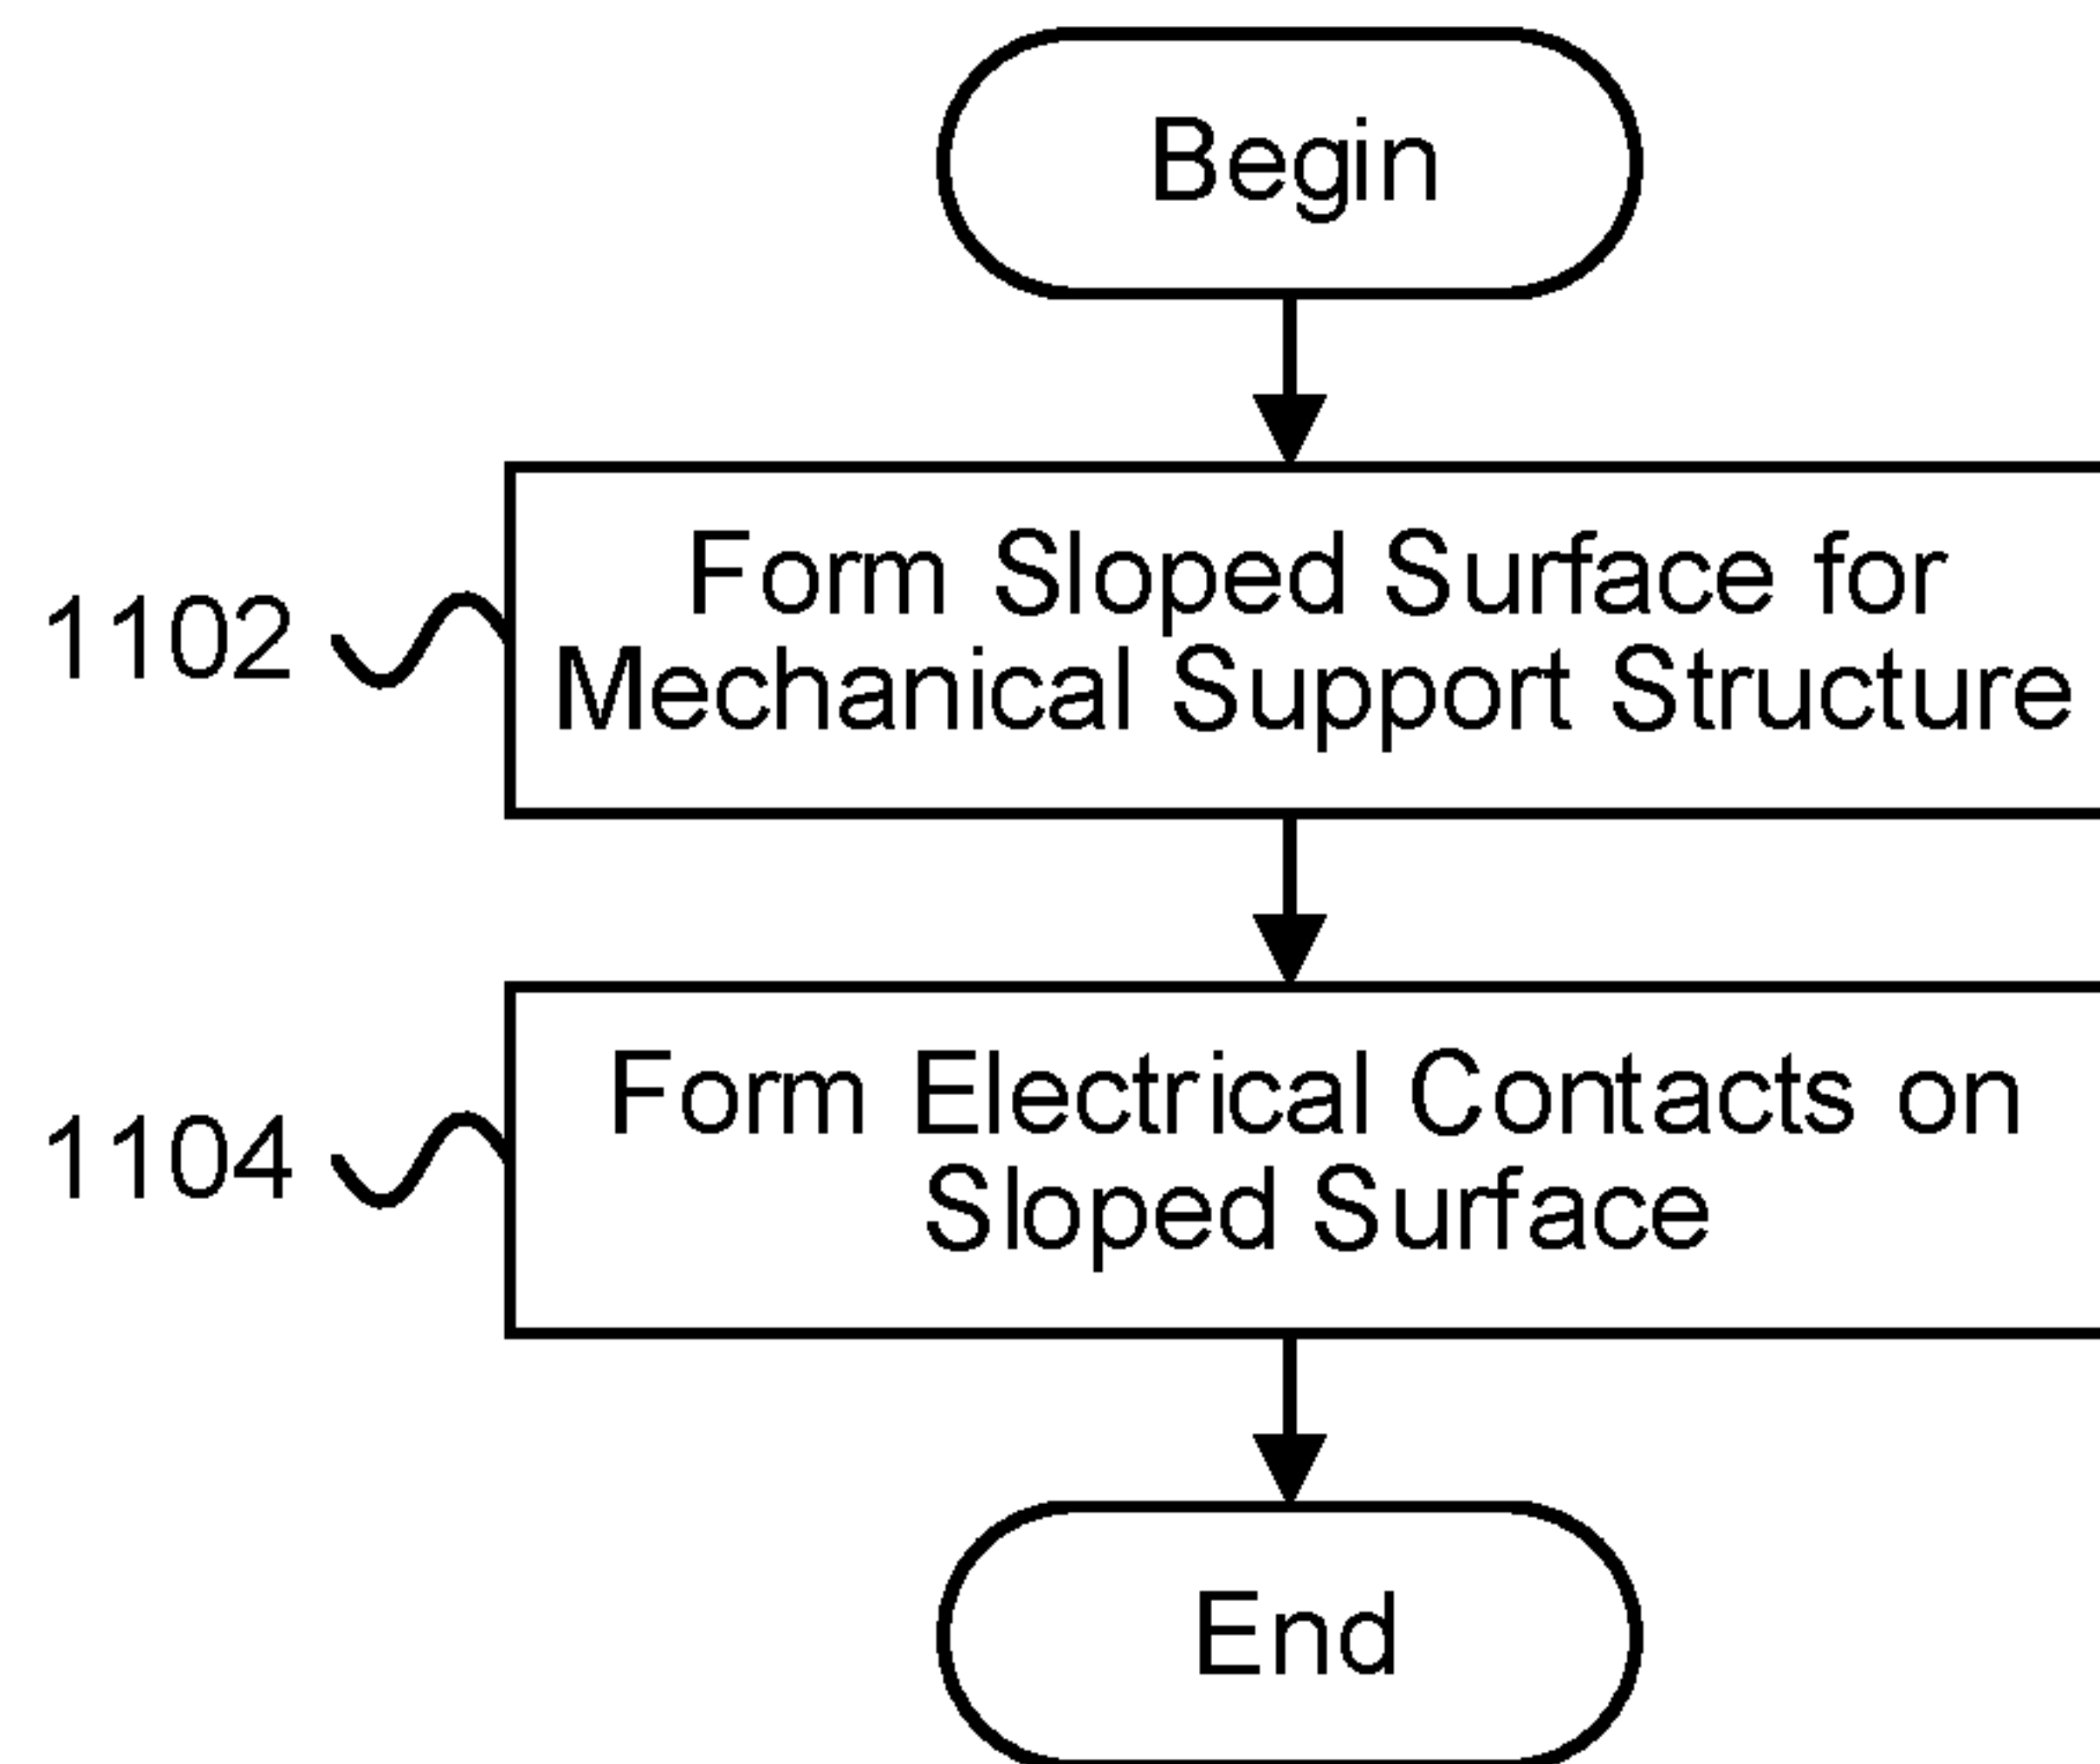 Begin
1102
Form Sloped Surface for
Mechanical Support Structure
1104
Form Electrical Contacts on
Sloped Surface
End